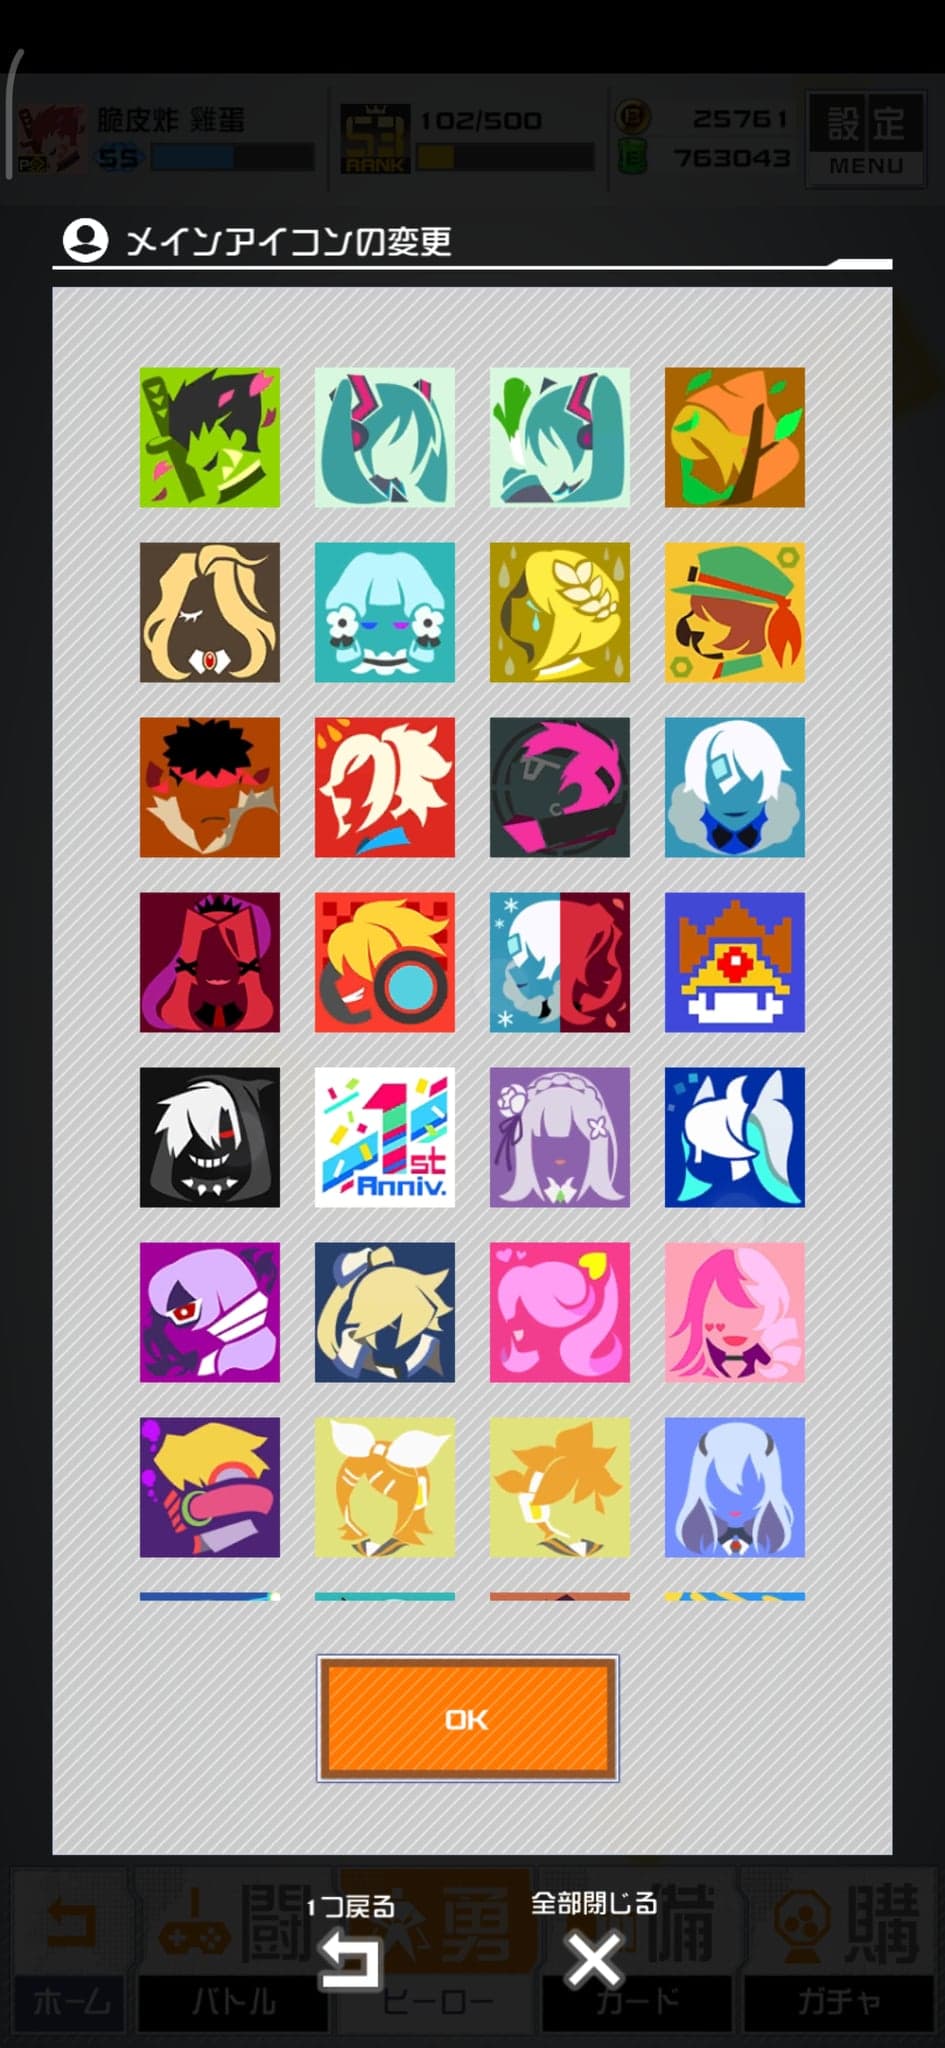 脆皮炸 雞蛋
55
53
RANK
102/500
25761
763043
設定
MENU
メインアイコンの変更
1st
Anniv.
OK
1つ戻る
全部閉じる
闘
勇
備
購
ホーム
バトル
ヒーロー
カード
ガチャ